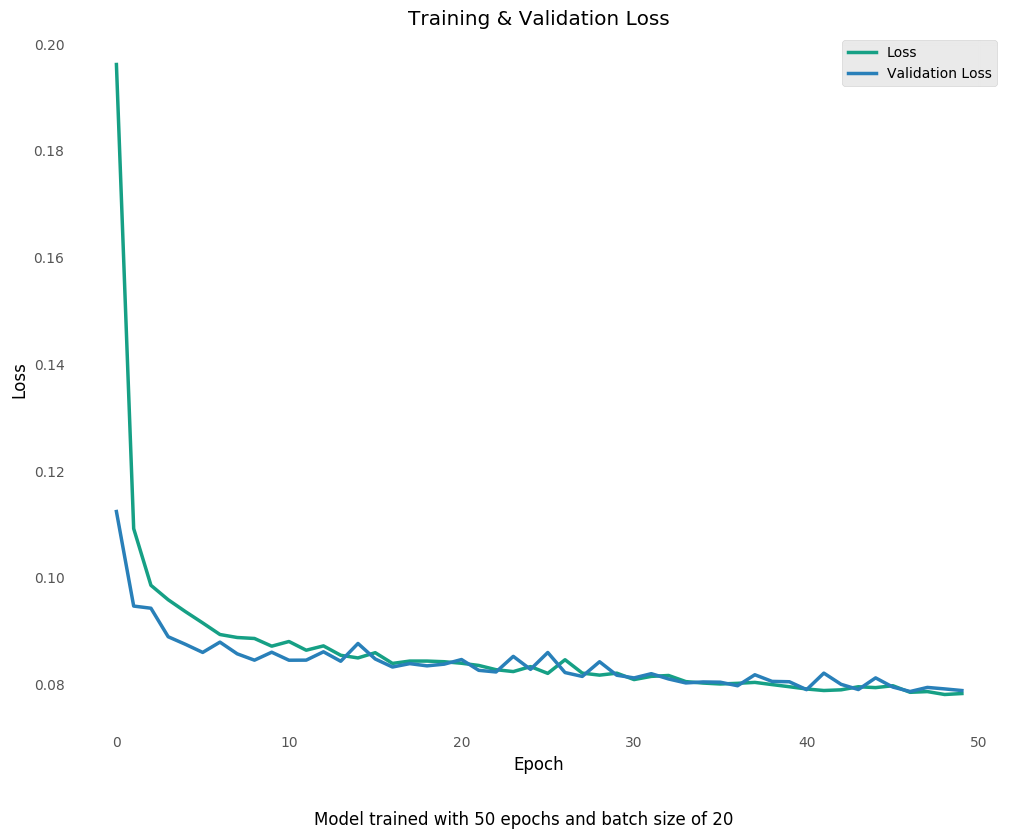 Training & Validation Loss
Loss
Validation Loss
0.20
0.18
0.16
0.14
0.12
0.10
0.08
Loss
0 10 20 30 40 50
Epoch
Model trained with 50 epochs and batch size of 20